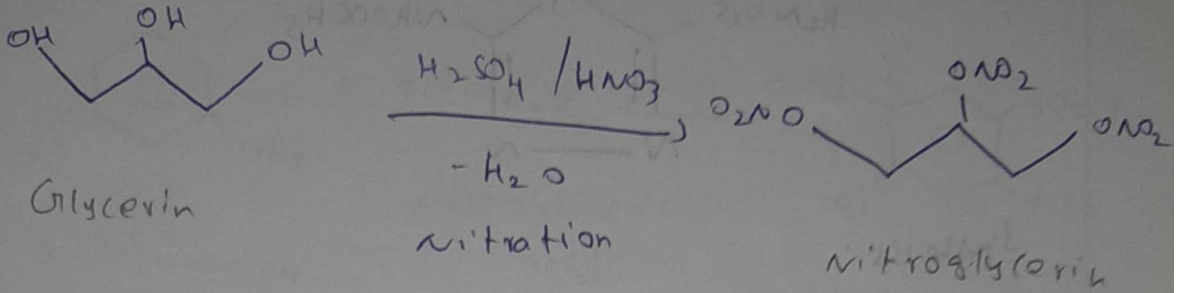 OH
OH
OH
H2SO4 / HNO3
- H2O
Nitration
Glycerin
O2NO
ONO2
ONO2
Nitroglycerin